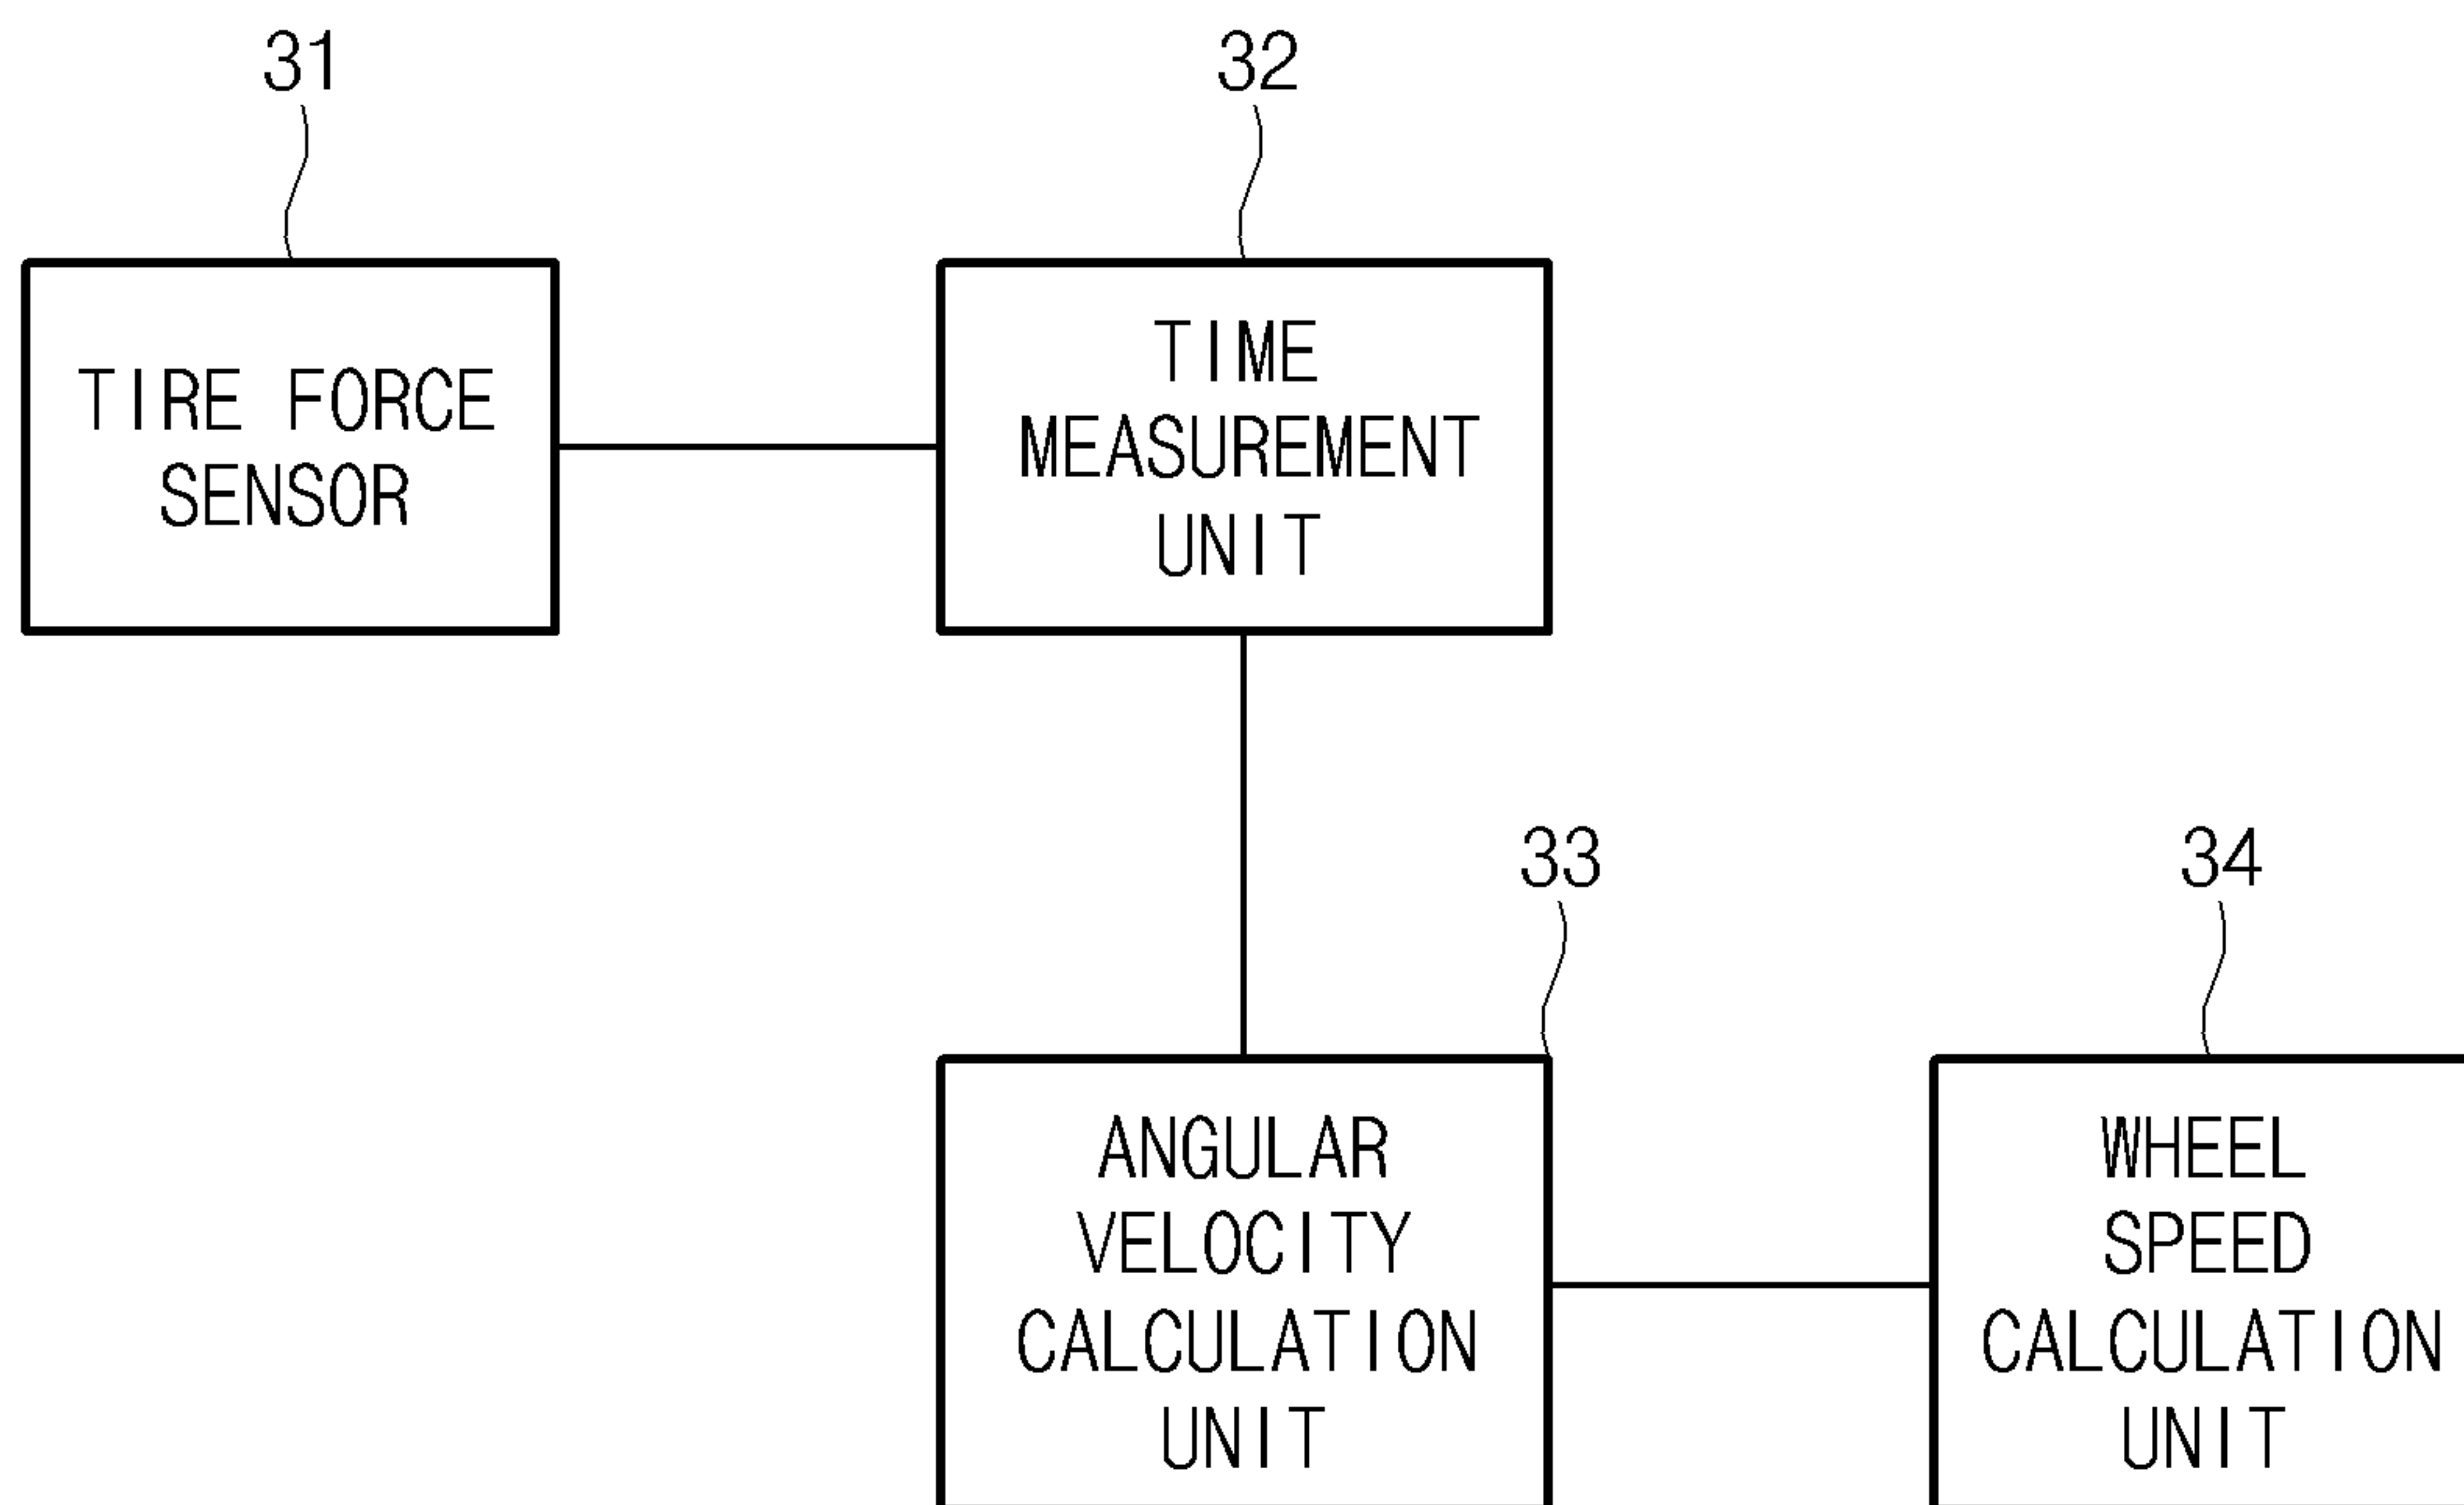 31
32
TIRE FORCE
SENSOR
TIME
MEASUREMENT
UNIT
33
34
ANGULAR
VELOCITY
CALCULATION
UNIT
WHEEL
SPEED
CALCULATION
UNIT